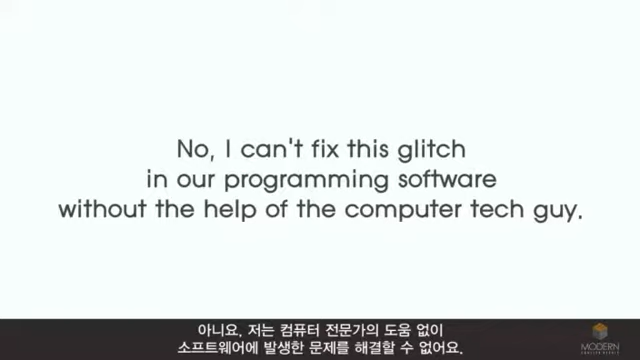 No, I can't fix this glitch
in our programming software
without the help of the computer tech guy.
아니요. 저는 컴퓨터 전문가의 도움 없이
소프트웨어에 발생한 문제를 해결할 수 없어요.
MODERN